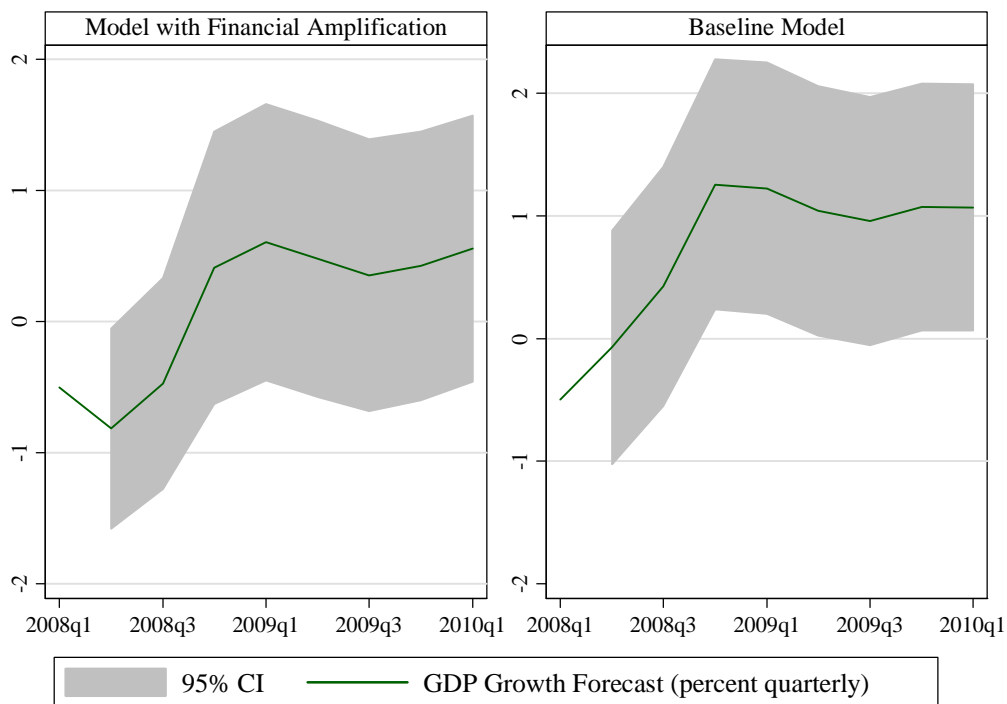 Model with Financial Amplification
Baseline Model
2
1
0
-1
-2
2
1
0
-1
-2
2008q1 2008q3 2009q1 2009q3 2010q1
2008q1 2008q3 2009q1 2009q3 2010q1
95% CI GDP Growth Forecast (percent quarterly)